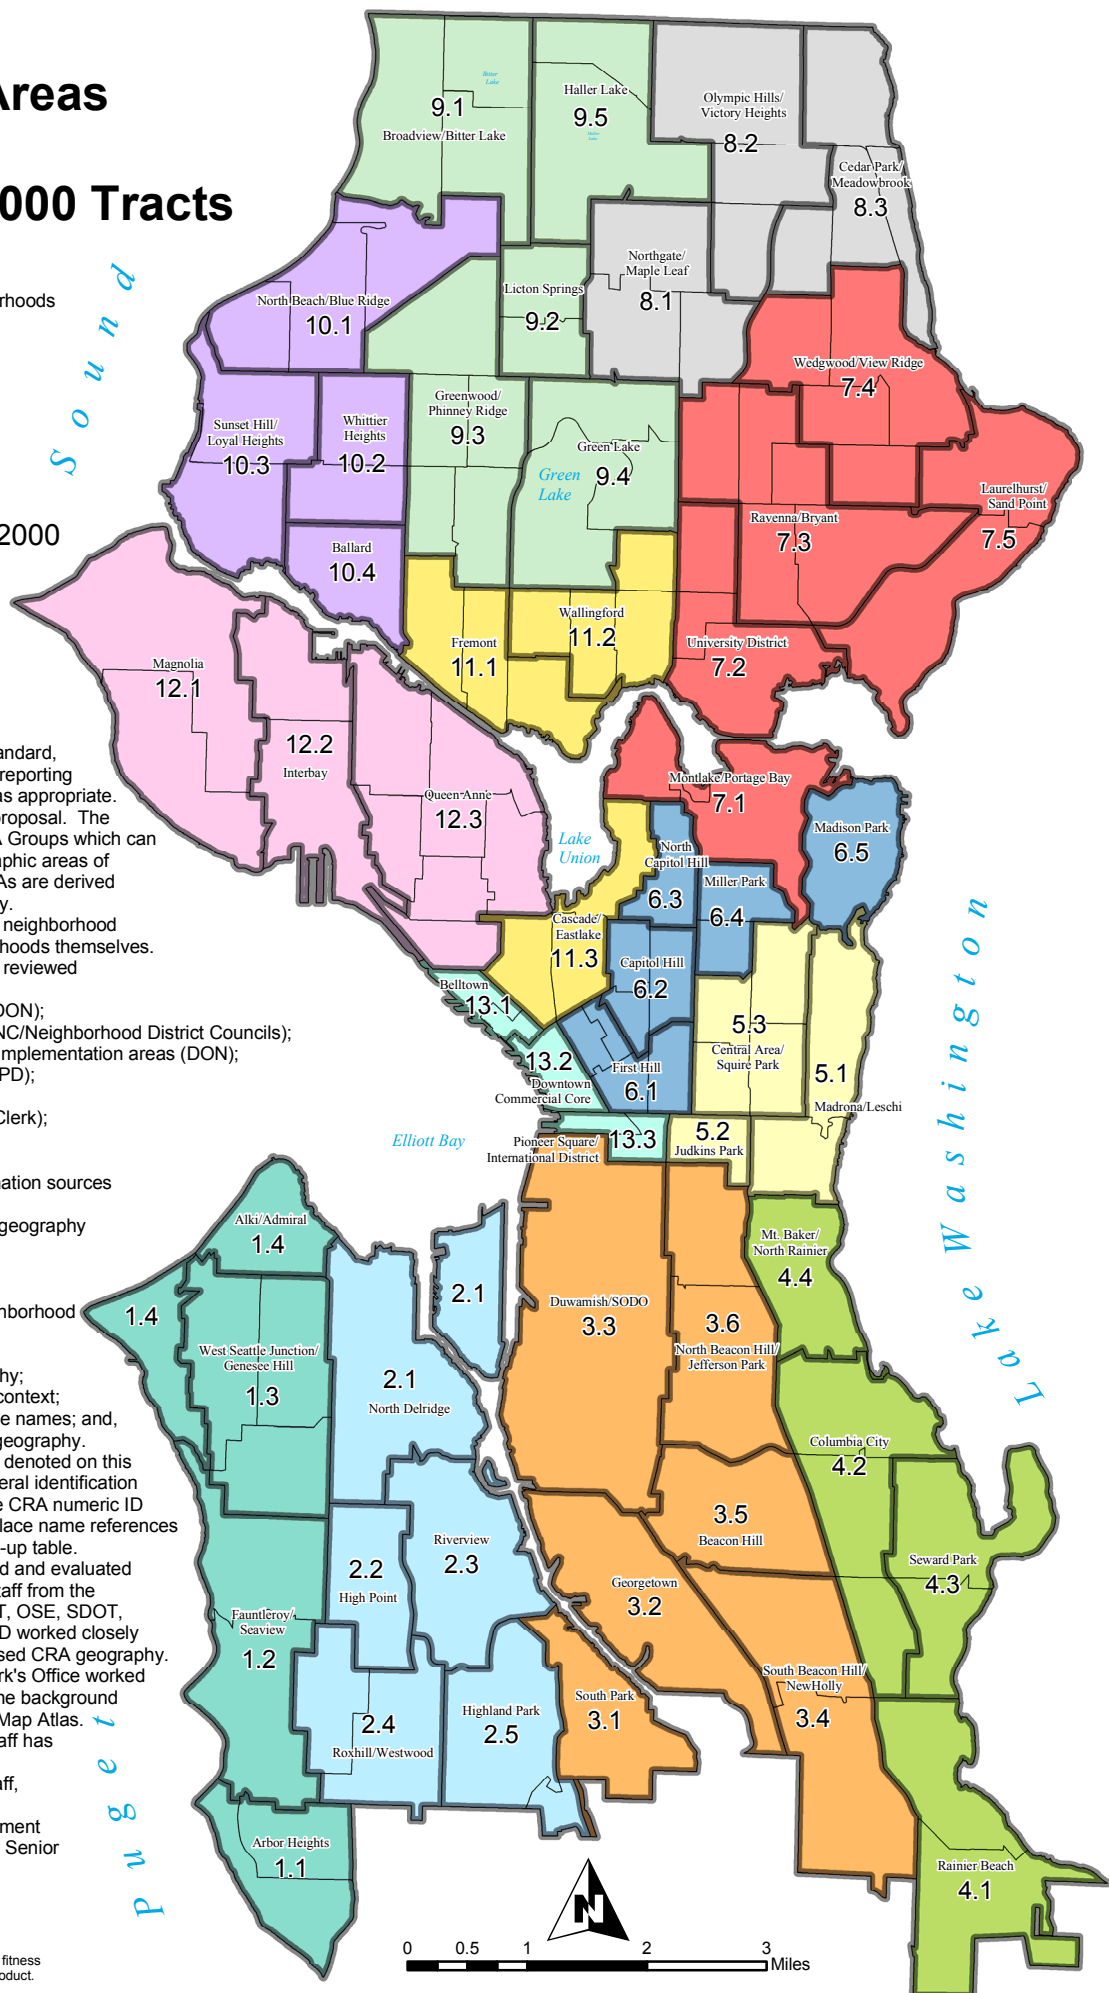 Areas
000 Tracts
rhoods
2000
andard,
reporting
as appropriate.
proposal.  The
A Groups which can
aphic areas of
As are derived
y.
neighborhood
hoods themselves.
reviewed
DON);
NC/Neighborhood District Councils);
mplementation areas (DON);
PD);
Clerk);
nation sources
geography
hborhood
hy;
context;
e names; and,
geography.
denoted on this
eral identification
e CRA numeric ID
lace name references
-up table.
d and evaluated
taff from the
T, OSE, SDOT,
D worked closely
sed CRA geography.
rk's Office worked
he background
Map Atlas.
aff has
aff,
ment
Senior
fitness
oduct.
Puget
Sound
Bitter
Lake
9.1
Broadview/Bitter Lake
Haller Lake
9.5
Haller
Lake
Olympic Hills/
Victory Heights
8.2
Cedar Park/
Meadowbrook
8.3
North Beach/Blue Ridge
10.1
Licton Springs
9.2
Northgate/
Maple Leaf
8.1
Wedgwood/View Ridge
7.4
Sunset Hill/
Loyal Heights
10.3
Whittier
Heights
10.2
Greenwood/
Phinney Ridge
9.3
Green Lake
9.4
Green
Lake
Laurelhurst/
Sand Point
7.5
Ravenna/Bryant
7.3
Ballard
10.4
Fremont
11.1
Wallingford
11.2
University District
7.2
Magnolia
12.1
12.2
Interbay
Queen Anne
12.3
Montlake/Portage Bay
7.1
Lake
Union
North
Capitol Hill
6.3
Madison Park
6.5
Miller Park
6.4
Cascade/
Eastlake
11.3
Capitol Hill
6.2
Belltown
13.1
5.3
Central Area/
Squire Park
13.2
Downtown
Commercial Core
First Hill
6.1
5.1
Madrona/Leschi
Elliott Bay
Pioneer Square/
International District
13.3
5.2
Judkins Park
Lake Washington
Alki/Admiral
1.4
1.4
2.1
Mt. Baker/
North Rainier
4.4
Duwamish/SODO
3.3
3.6
North Beacon Hill/
Jefferson Park
West Seattle Junction/
Genesee Hill
1.3
2.1
North Delridge
Columbia City
4.2
3.5
Beacon Hill
Riverview
2.3
2.2
High Point
Georgetown
3.2
Seward Park
4.3
Fauntleroy/
Seaview
1.2
South Beacon Hill/
NewHolly
3.4
South Park
3.1
Highland Park
2.5
2.4
Roxhill/Westwood
Arbor Heights
1.1
Rainier Beach
4.1
N
0 0.5 1 2 3
Miles